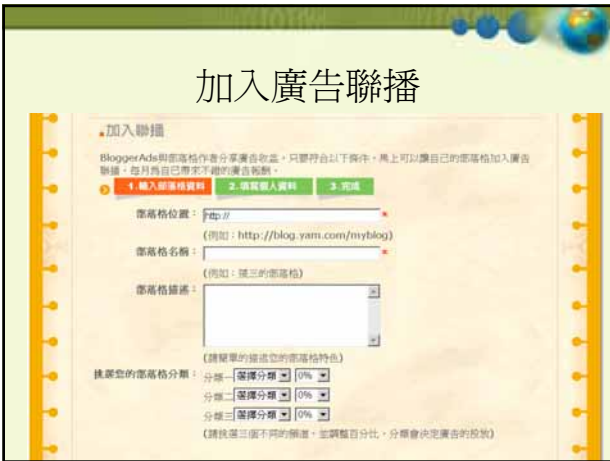 加入廣告聯播
加入聯播
BloggerAds與部落格作者分享廣告收益，只要符合以下條件，馬上可以讓自己的部落格加入廣告
聯播，每月為自已帶來不錯的廣告報酬。
1.輸入部落格資料 2.填寫個人資料 3.完成
部落格位置： http:// *
(例如：http://blog.yam.com/myblog)
部落格名稱： *
(例如：張三的部落格)
部落格描述：
(請簡單的描述您的部落格特色)
挑選您的部落格分類： 分類一 選擇分類 0%
分類二 選擇分類 0%
分類三 選擇分類 0%
(請挑選三個不同的頻道，並調整百分比，分類會決定廣告的投放)